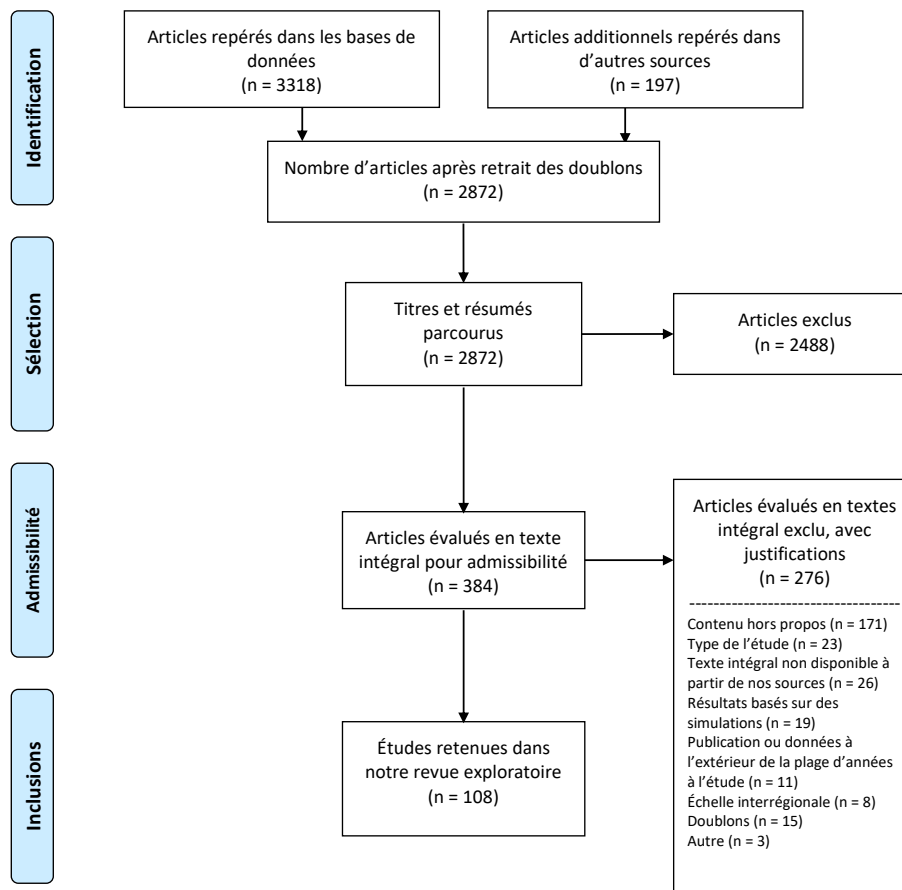 Identification
Articles repérés dans les bases de
données
(n = 3318)
Articles additionnels repérés dans
d'autres sources
(n = 197)
Nombre d'articles après retrait des doublons
(n = 2872)
Sélection
Titres et résumés
parcourus
(n = 2872)
Articles exclus
(n = 2488)
Admissibilité
Articles évalués en texte
intégral pour admissibilité
(n = 384)
Articles évalués en textes
intégral exclu, avec
justifications
(n = 276)
------------------------------------
Contenu hors propos (n = 171)
Type de l'étude (n = 23)
Texte intégral non disponible à
partir de nos sources (n = 26)
Résultats basés sur des
simulations (n = 19)
Publication ou données à
l'extérieur de la plage d'années
à l'étude (n = 11)
Échelle interrégionale (n = 8)
Doublons (n = 15)
Autre (n = 3)
Inclusions
Études retenues dans
notre revue exploratoire
(n = 108)